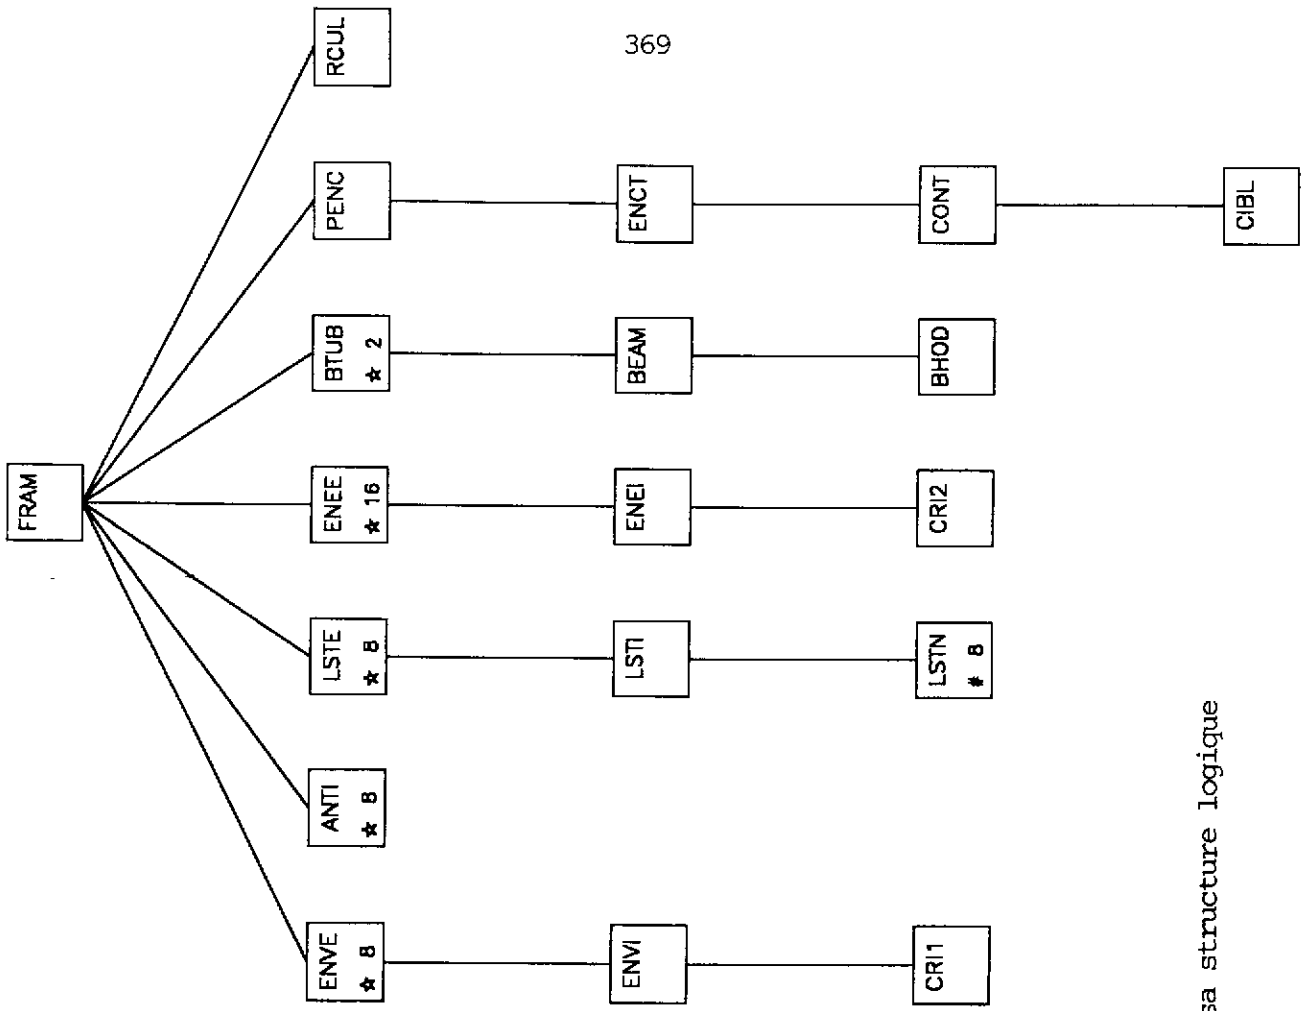 369
FRAM
ENVE
☆ 8
ANTI
☆ 8
LSTE
☆ 8
ENEE
☆ 16
BTUB
☆ 2
PENC
RCUL
ENVI
LSTI
ENEI
BEAM
ENCT
CRI1
LSTN
# 8
CRI2
BHOD
CONT
CIBL
sa structure logique